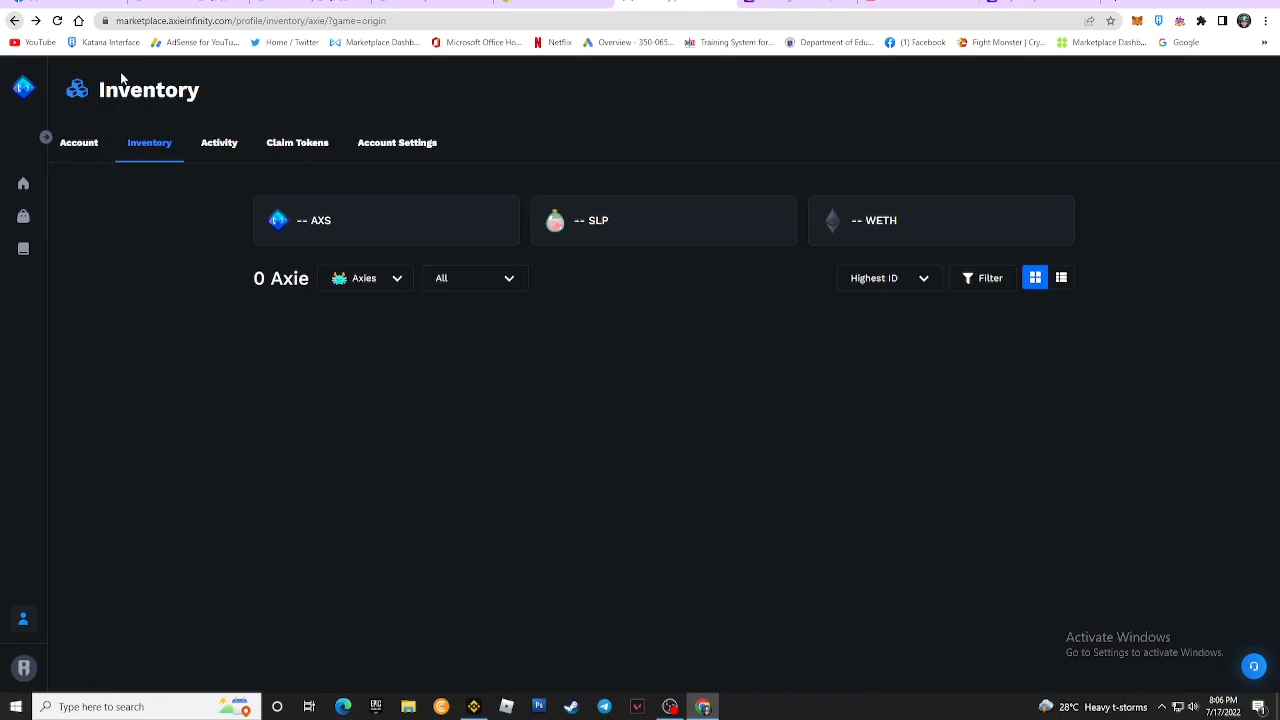 marketplace.axieinfinity.com/profile/inventory/axie/?game=origin
YouTube Katana Interface AdSense for YouTu... Home / Twitter Marketplace Dashb... Microsoft Office Ho... Netflix Overview - 350-065... Training System for... Department of Edu... (1) Facebook Fight Monster | Cry... Marketplace Dashb... Google
Inventory
Account Inventory Activity Claim Tokens Account Settings
-- AXS -- SLP -- WETH
0 Axie Axies All Highest ID Filter
Activate Windows
Go to Settings to activate Windows.
Type here to search
28°C Heavy t-storms
8:06 PM
7/17/2022